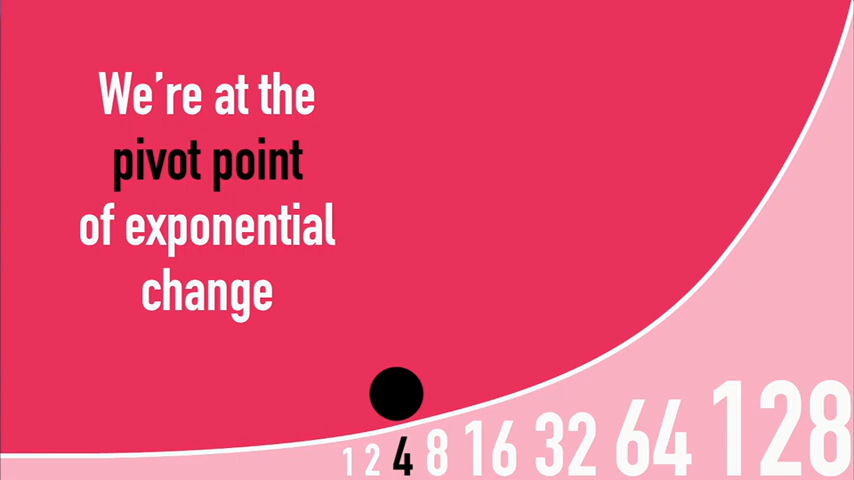 We're at the
pivot point
of exponential
change
1 2 4 8 16 32 64 128